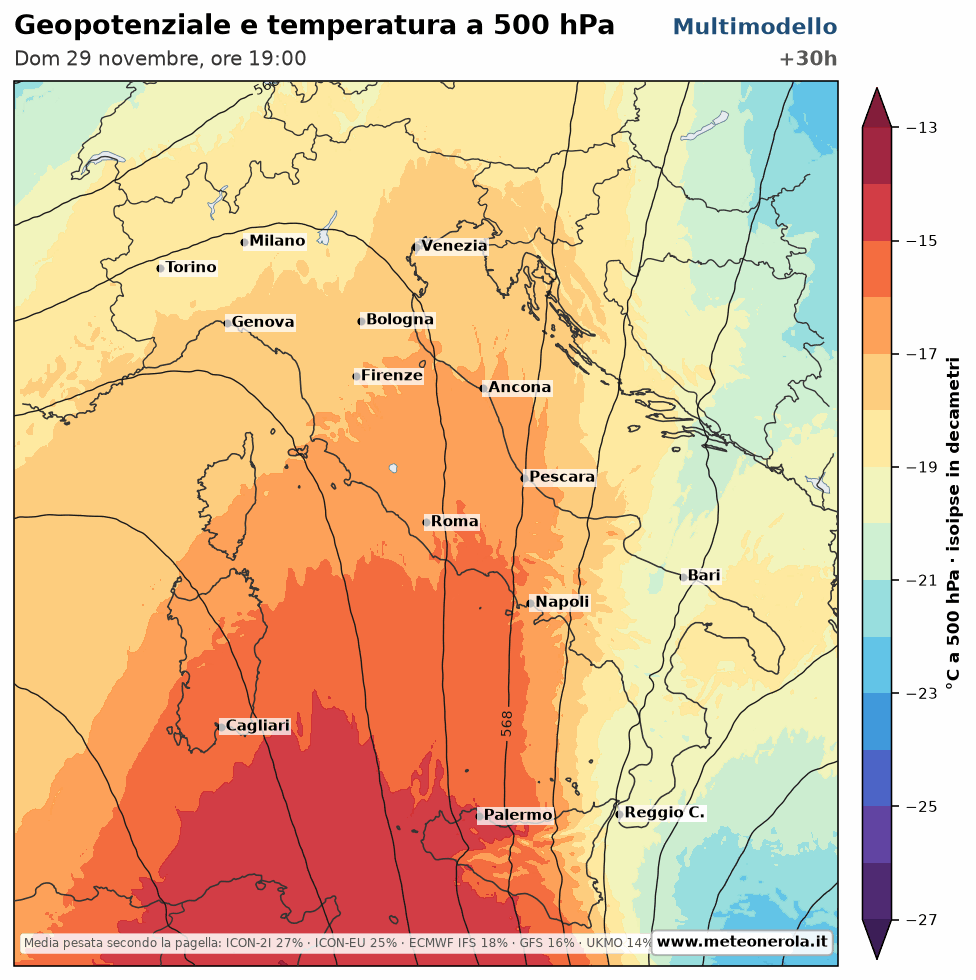 Geopotenziale e temperatura a 500 hPa
Multimodello
Dom 29 novembre, ore 19:00
+30h
Milano
Venezia
Torino
Genova
Bologna
Firenze
Ancona
Pescara
Roma
Bari
Napoli
568
Cagliari
Palermo
Reggio C.
−13
−15
−17
−19
−21
−23
−25
−27
°C a 500 hPa · isoipse in decametri
Media pesata secondo la pagella: ICON-2I 27% · ICON-EU 25% · ECMWF IFS 18% · GFS 16% · UKMO 14%
www.meteonerola.it